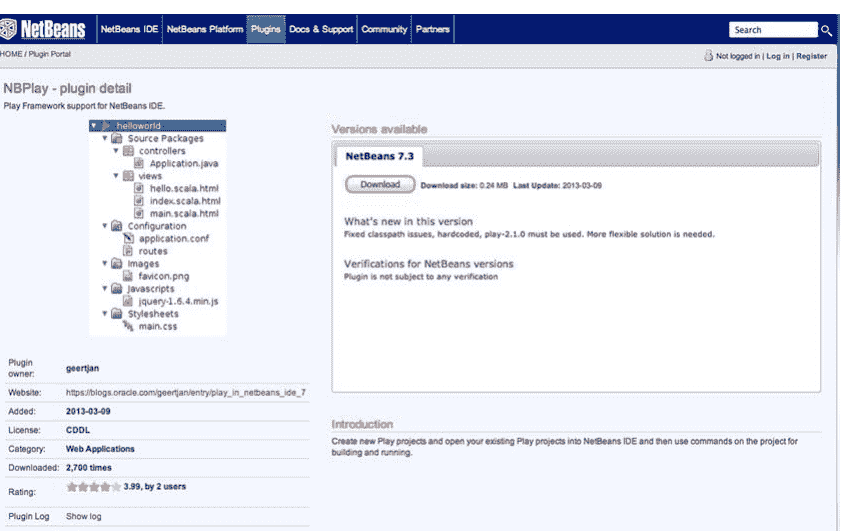 NetBeans
NetBeans IDE NetBeans Platform Plugins Docs & Support Community Partners Search
HOME / Plugin Portal
Not logged in | Log in | Register
NBPlay - plugin detail
Play Framework support for NetBeans IDE.
helloworld
Source Packages
controllers
Application.java
views
hello.scala.html
index.scala.html
main.scala.html
Configuration
application.conf
routes
Images
favicon.png
Javascripts
jquery-1.6.4.min.js
Stylesheets
main.css
Plugin
owner: geertjan
Website: https://blogs.oracle.com/geertjan/entry/play_in_netbeans_ide_7
Added: 2013-03-09
License: CDDL
Category: Web Applications
Downloaded: 2,700 times
Rating: 3.99, by 2 users
Plugin Log Show log
Versions available
NetBeans 7.3
Download Download size: 0.24 MB Last Update: 2013-03-09
What's new in this version
Fixed classpath issues, hardcoded, play-2.1.0 must be used. More flexible solution is needed.
Verifications for NetBeans versions
Plugin is not subject to any verification
Introduction
Create new Play projects and open your existing Play projects into NetBeans IDE and then use commands on the project for
building and running.